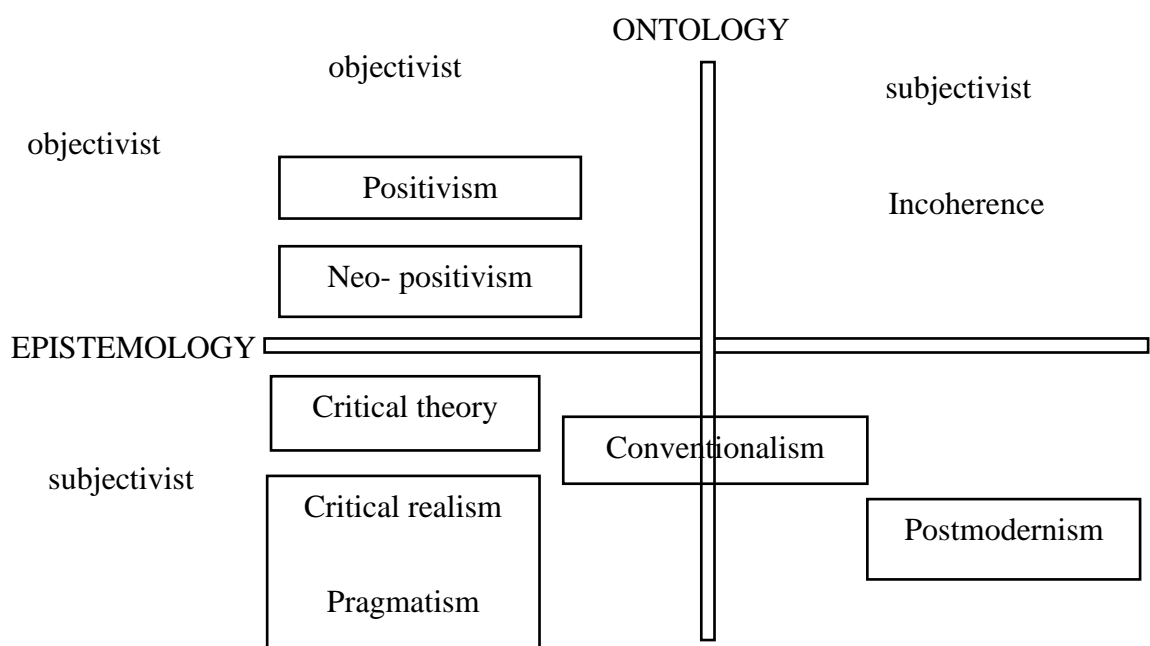 ONTOLOGY
objectivist
subjectivist
objectivist
Positivism
Incoherence
Neo- positivism
EPISTEMOLOGY
Critical theory
Conventionalism
subjectivist
Critical realism
Postmodernism
Pragmatism